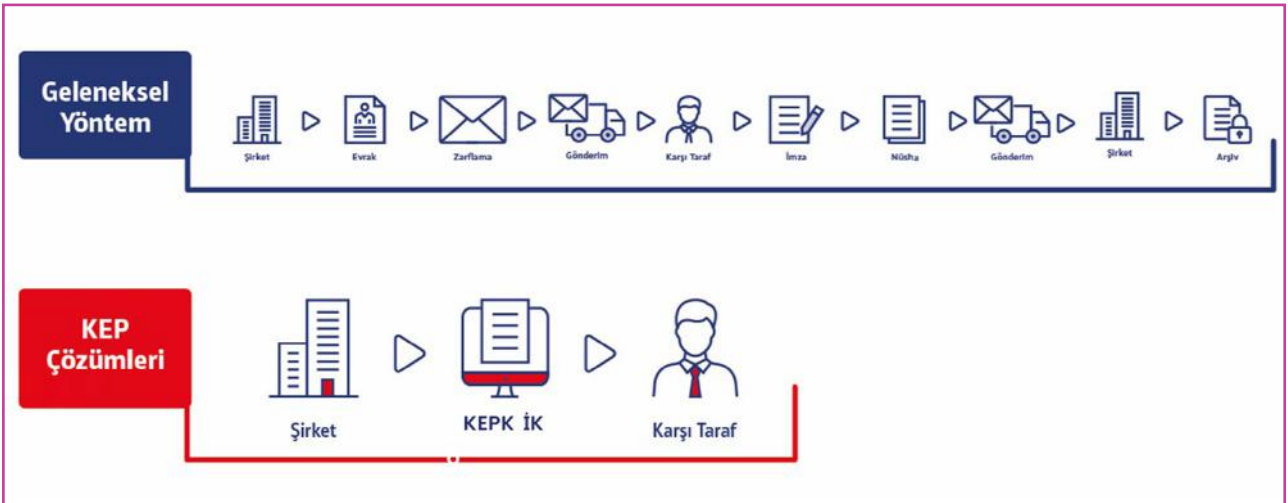 Geleneksel
Yöntem
Şirket
Evrak
Zarflama
Gönderim
Karşı Taraf
İmza
Nüsha
Gönderim
Şirket
Arşiv
KEP
Çözümleri
Şirket
KEPK İK
Karşı Taraf